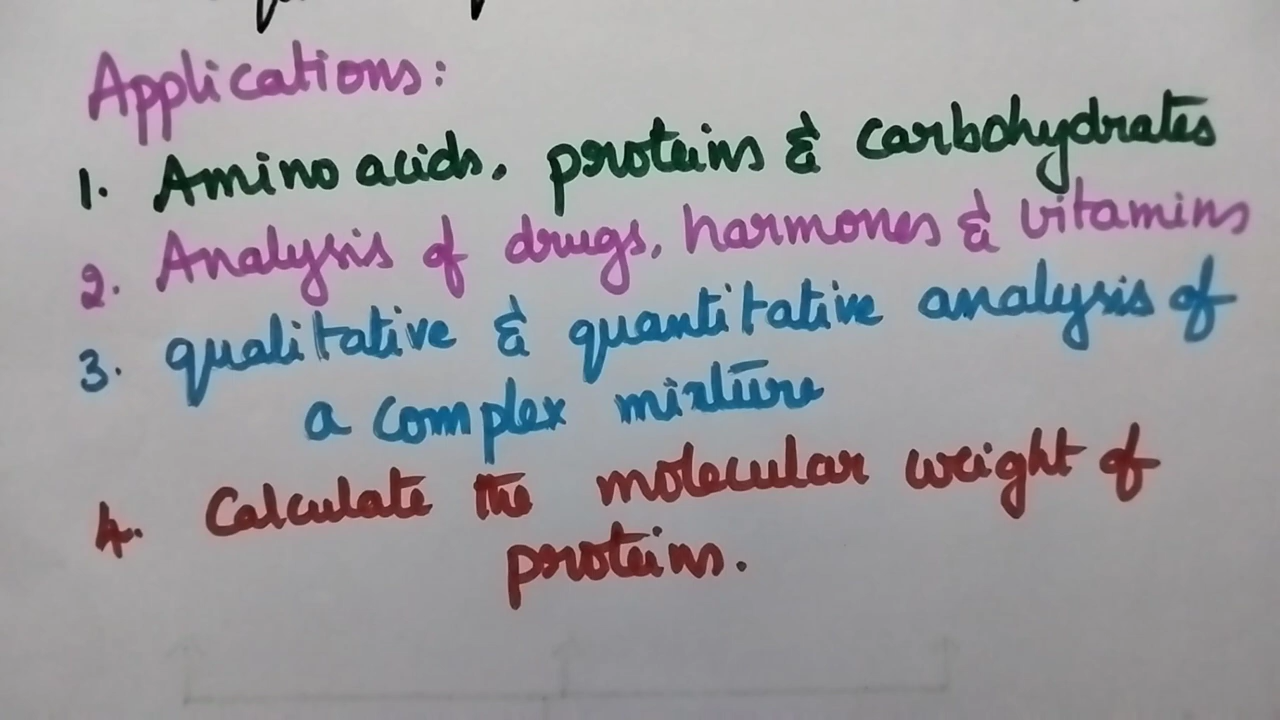 Applications:
1. Amino acids, proteins & carbohydrates
2. Analysis of drugs, harmones & vitamins
3. qualitative & quantitative analysis of
a complex mixture
4. Calculate the molecular weight of
proteins.